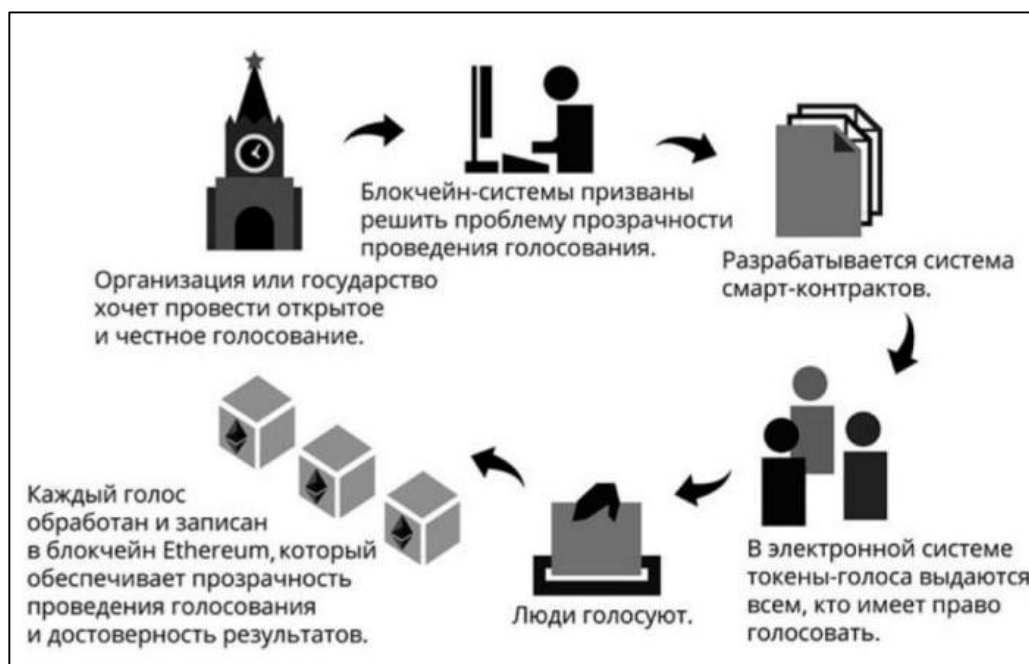 Организация или государство
хочет провести открытое
и честное голосование.
Блокчейн-системы призваны
решить проблему прозрачности
проведения голосования.
Разрабатывается система
смарт-контрактов.
В электронной системе
токены-голоса выдаются
всем, кто имеет право
голосовать.
Люди голосуют.
Каждый голос
обработан и записан
в блокчейн Ethereum, который
обеспечивает прозрачность
проведения голосования
и достоверность результатов.